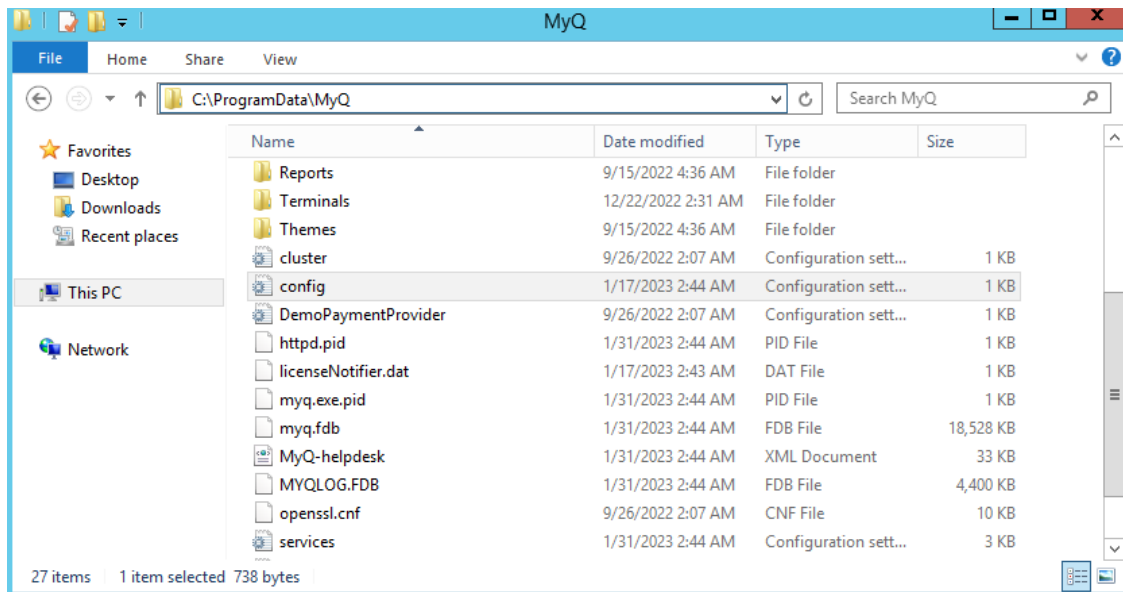 MyQ
File Home Share View
C:\ProgramData\MyQ Search MyQ
Name Date modified Type Size
Favorites
Desktop
Downloads
Recent places
This PC
Network
Reports 9/15/2022 4:36 AM File folder
Terminals 12/22/2022 2:31 AM File folder
Themes 9/15/2022 4:36 AM File folder
cluster 9/26/2022 2:07 AM Configuration sett... 1 KB
config 1/17/2023 2:44 AM Configuration sett... 1 KB
DemoPaymentProvider 9/26/2022 2:07 AM Configuration sett... 1 KB
httpd.pid 1/31/2023 2:44 AM PID File 1 KB
licenseNotifier.dat 1/17/2023 2:43 AM DAT File 1 KB
myq.exe.pid 1/31/2023 2:44 AM PID File 1 KB
myq.fdb 1/31/2023 2:44 AM FDB File 18,528 KB
MyQ-helpdesk 1/31/2023 2:44 AM XML Document 33 KB
MYQLOG.FDB 1/31/2023 2:44 AM FDB File 4,400 KB
openssl.cnf 9/26/2022 2:07 AM CNF File 10 KB
services 1/31/2023 2:44 AM Configuration sett... 3 KB
27 items 1 item selected 738 bytes